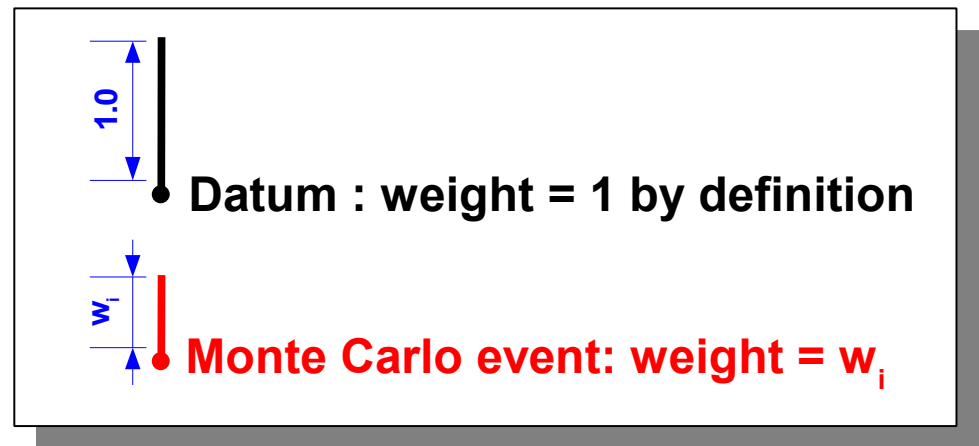 1.0
Datum : weight = 1 by definition
wᵢ
Monte Carlo event: weight = wᵢ